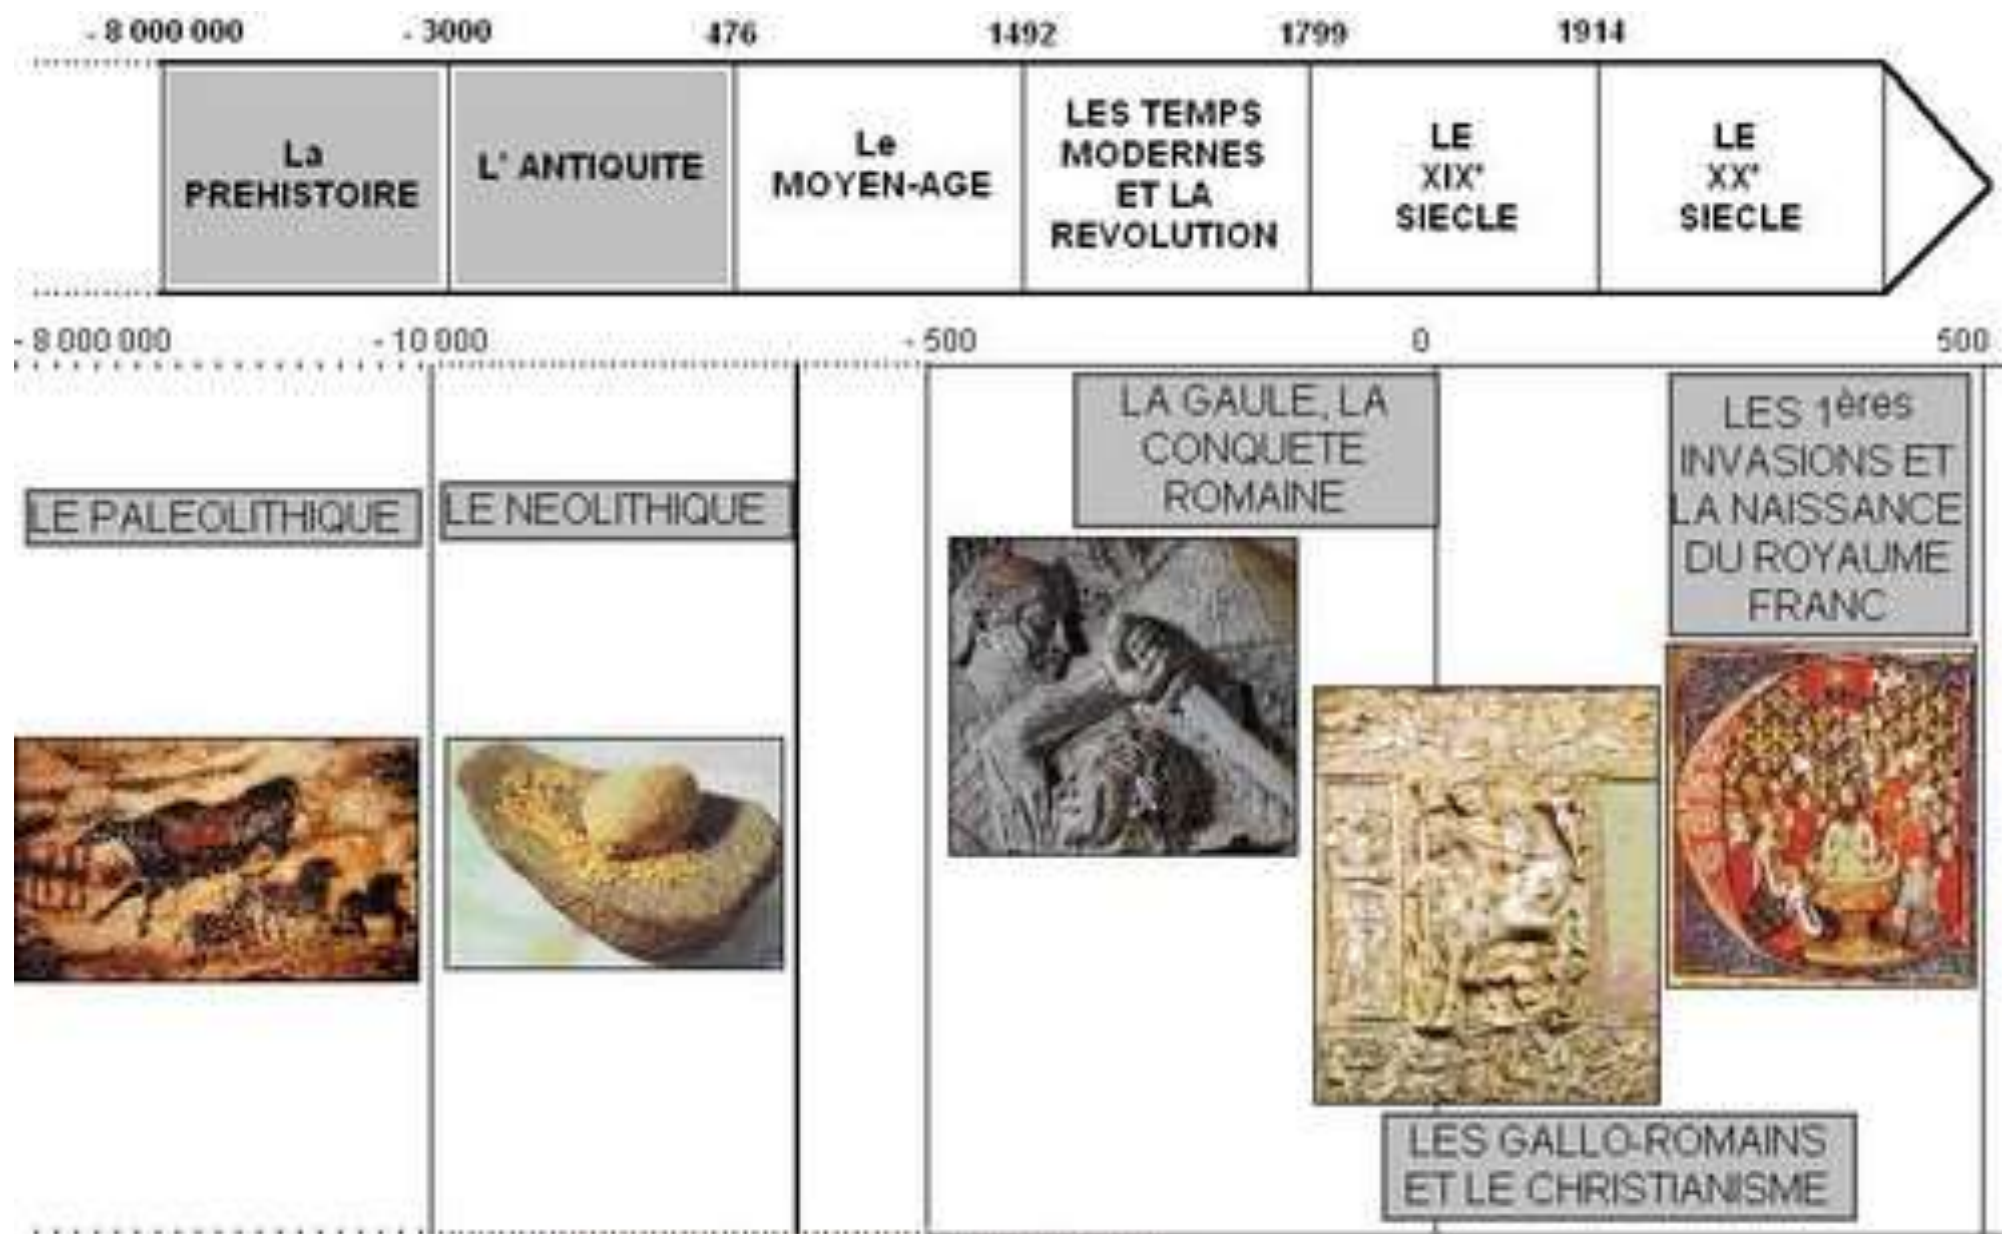 - 8 000 000 - 3000 476 1492 1799 1914
La
PREHISTOIRE
L' ANTIQUITE
Le
MOYEN-AGE
LES TEMPS
MODERNES
ET LA
REVOLUTION
LE
XIX°
SIECLE
LE
XX°
SIECLE
- 8 000 000 - 10 000 - 500 0 500
LE PALEOLITHIQUE
LE NEOLITHIQUE
LA GAULE, LA
CONQUETE
ROMAINE
LES 1ères
INVASIONS ET
LA NAISSANCE
DU ROYAUME
FRANC
LES GALLO-ROMAINS
ET LE CHRISTIANISME